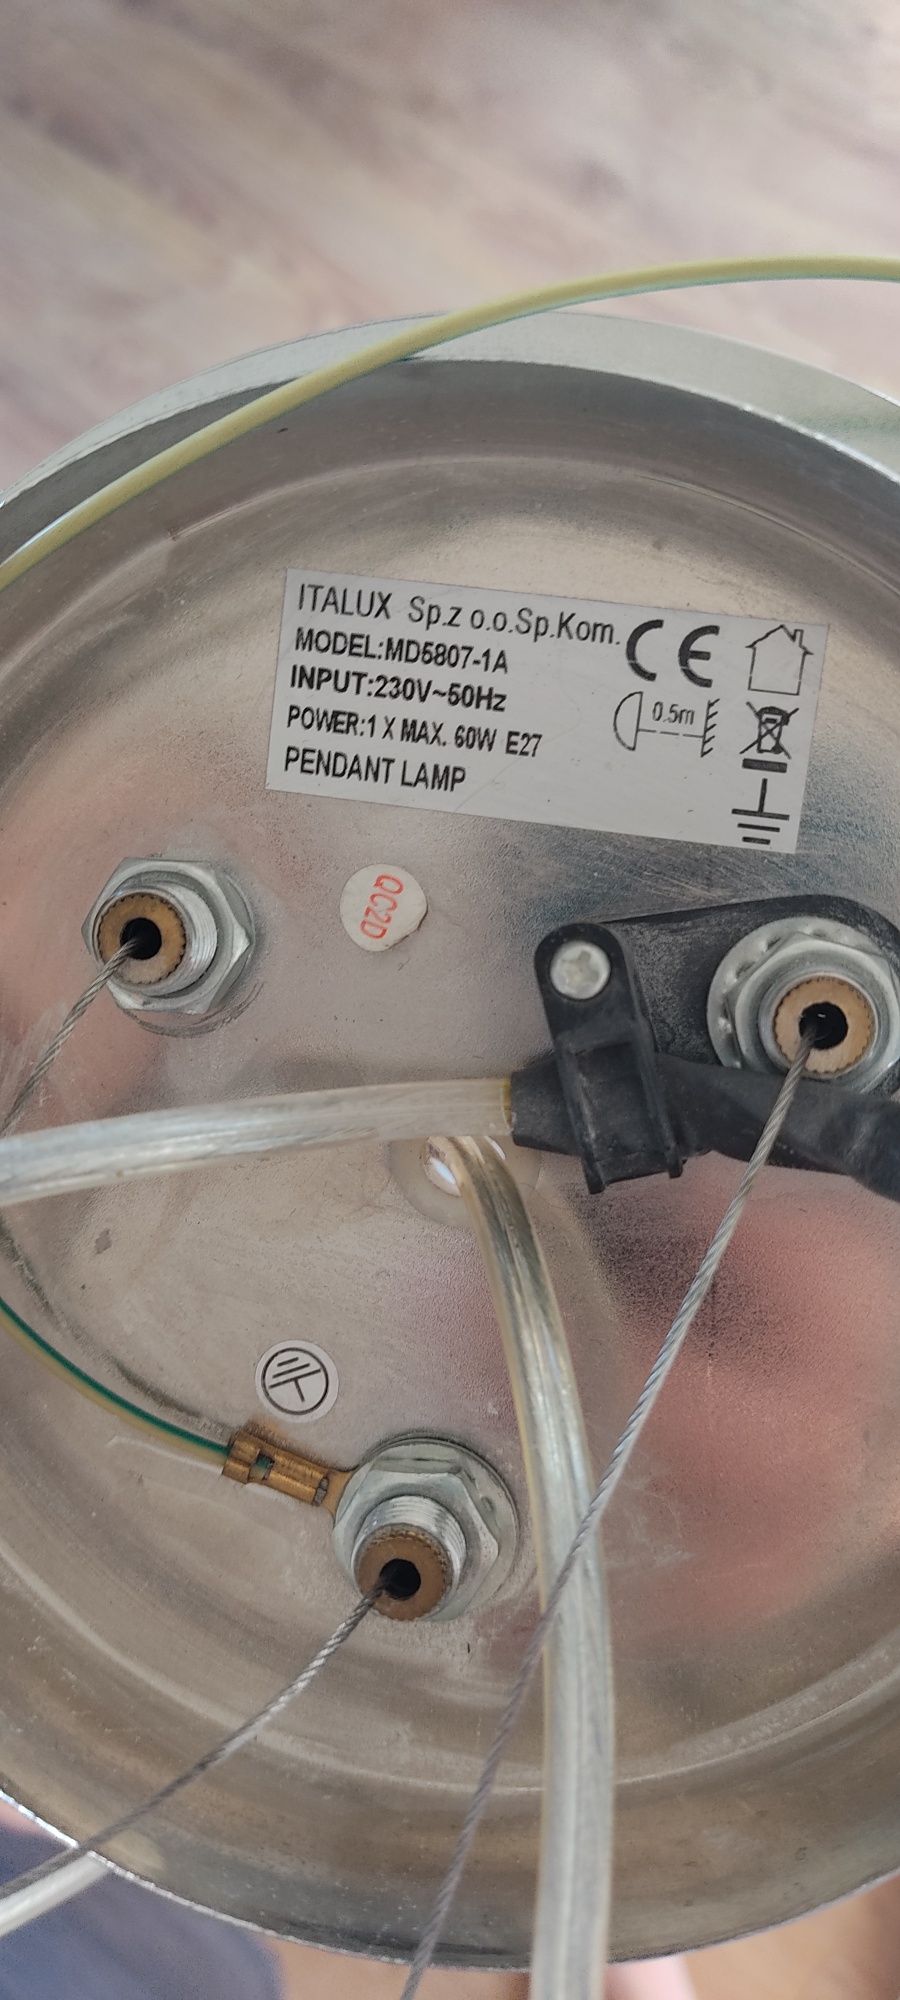 ITALUX Sp.z o.o.Sp.Kom.
MODEL:MD5807-1A
INPUT:230V~50Hz
POWER:1 X MAX. 60W E27
PENDANT LAMP
CE
0.5m
QC2D